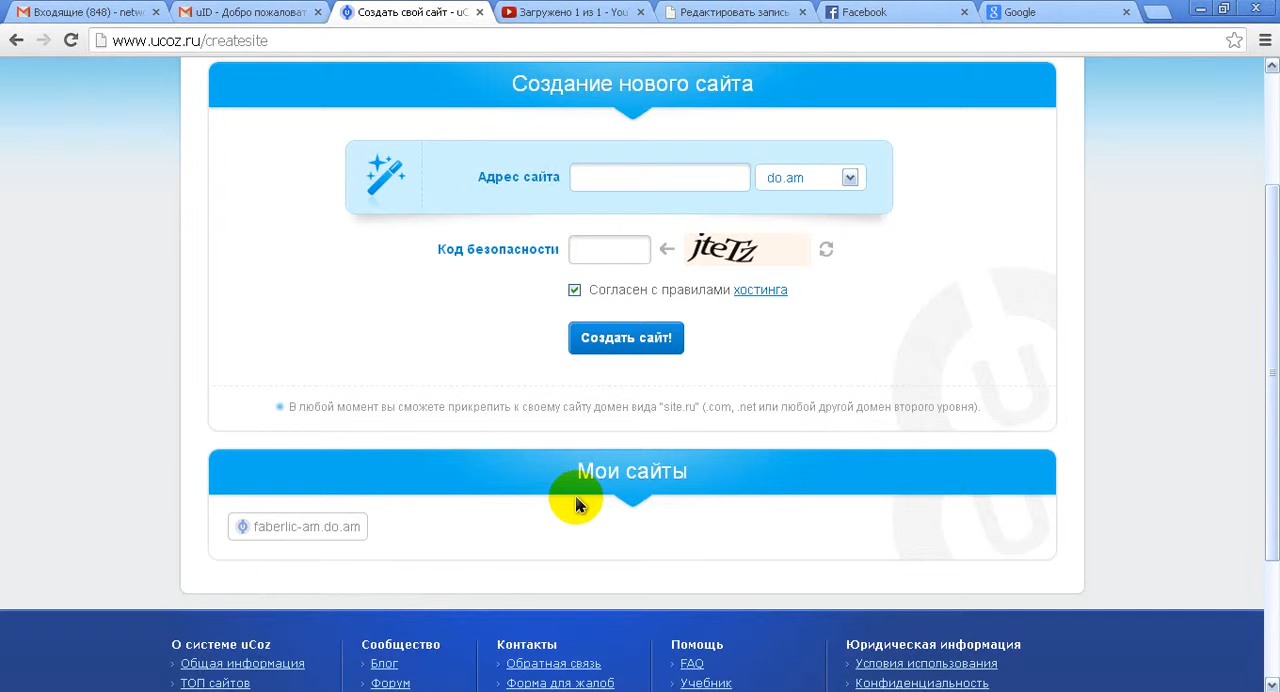 Входящие (848) - netw
uID - Добро пожаловат
Создать свой сайт - uC
Загружено 1 из 1 - You
Редактировать запись
Facebook
Google
www.ucoz.ru/createsite
Создание нового сайта
Адрес сайта
do.am
Код безопасности
jteTz
Согласен с правилами хостинга
Создать сайт!
В любой момент вы сможете прикрепить к своему сайту домен вида "site.ru" (.com, .net или любой другой домен второго уровня).
Мои сайты
faberlic-am.do.am
О системе uCoz
Общая информация
ТОП сайтов
Сообщество
Блог
Форум
Контакты
Обратная связь
Форма для жалоб
Помощь
FAQ
Учебник
Юридическая информация
Условия использования
Конфиденциальность